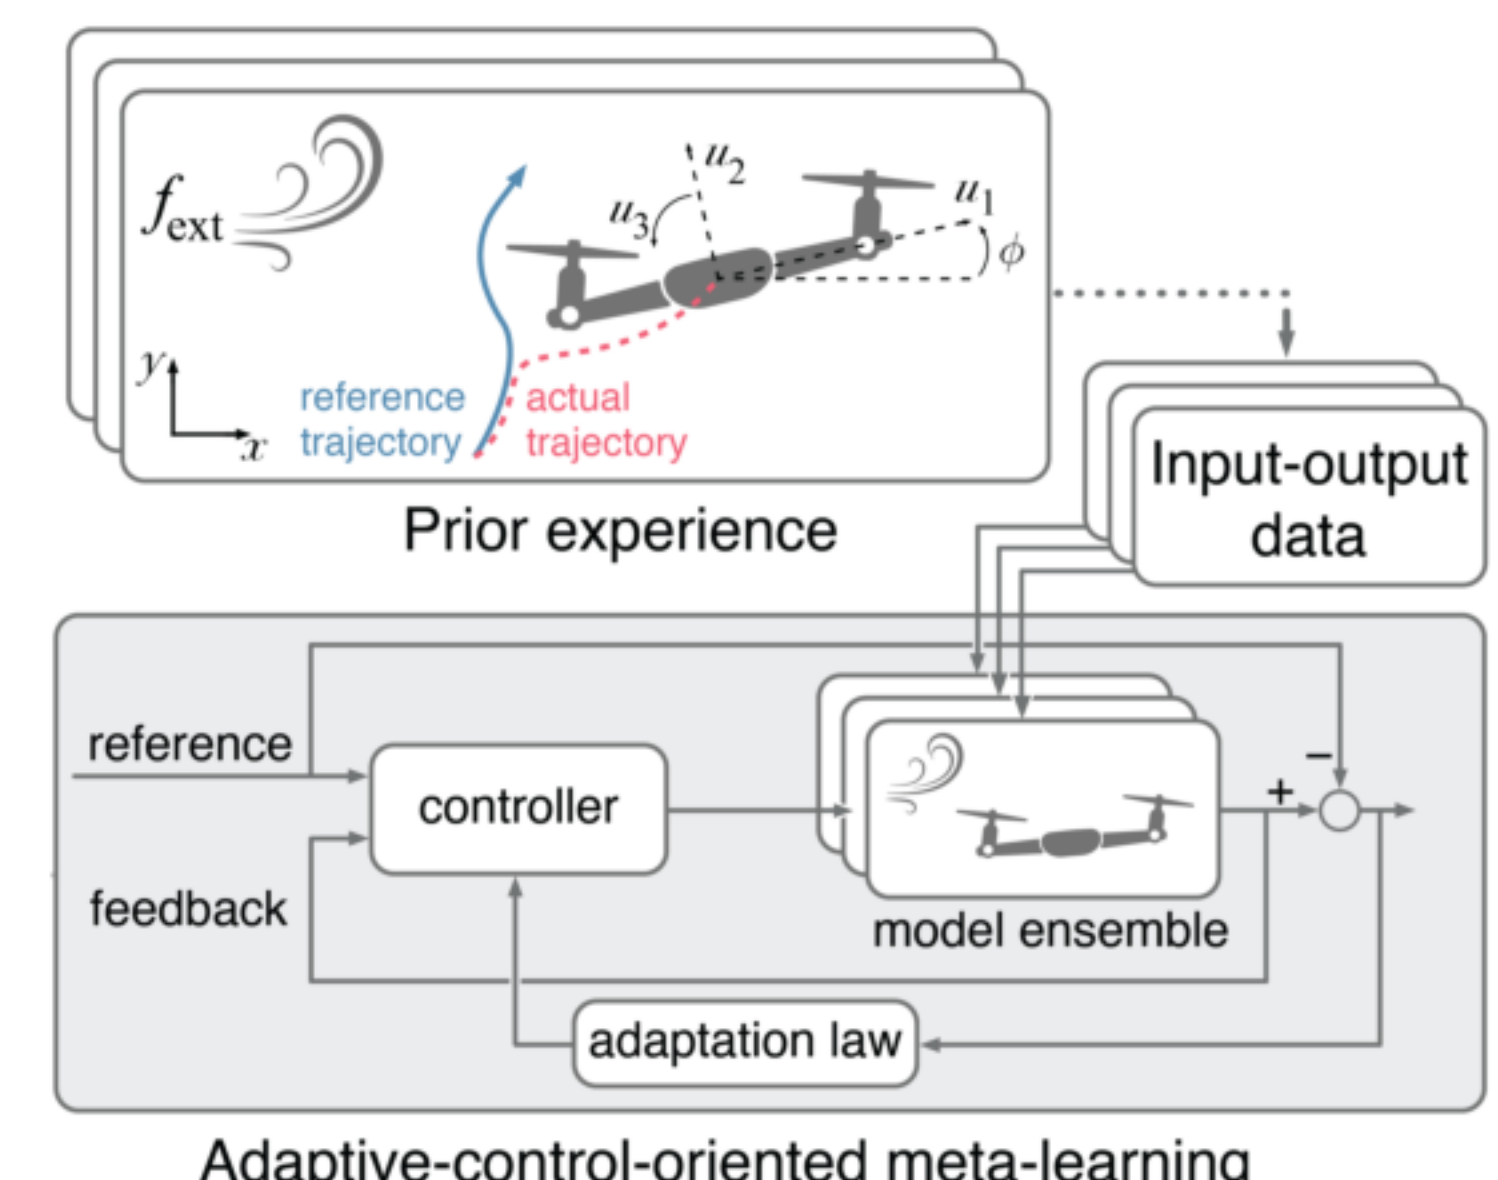 f_ext
u_2
u_3
u_1
ϕ
y
x
reference
trajectory
actual
trajectory
Prior experience
Input-output
data
reference
controller
feedback
−
+
model ensemble
adaptation law
Adaptive-control-oriented meta-learning